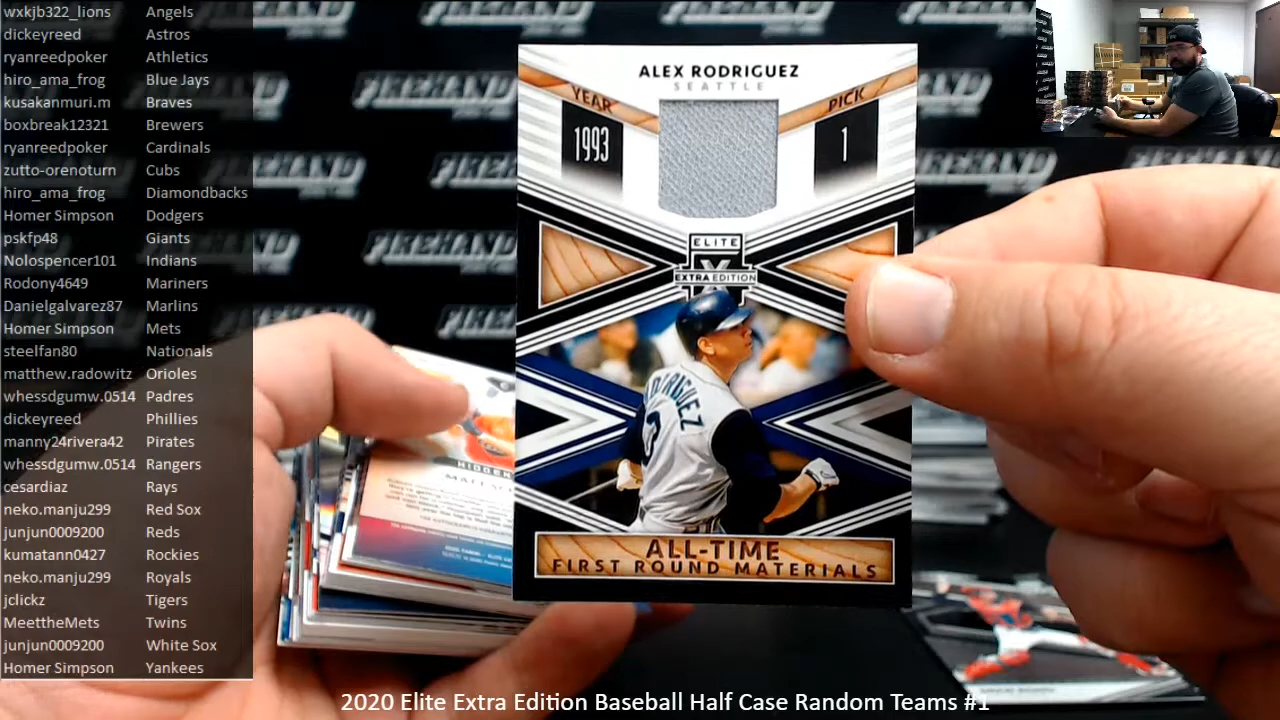 wxkjb322_lions Angels
dickeyreed Astros
ryanreedpoker Athletics
hiro_ama_frog Blue Jays
kusakanmuri.m Braves
boxbreak12321 Brewers
ryanreedpoker Cardinals
zutto-orenoturn Cubs
hiro_ama_frog Diamondbacks
Homer Simpson Dodgers
pskfp48 Giants
Nolospencer101 Indians
Rsdony4649 Mariners
Danielgalvarez87 Marlins
Homer Simpson Mets
steelfan80 Nationals
matthew.radowitz Orioles
whessdgumw.0514 Padres
dickeyreed Phillies
manny24rivera42 Pirates
whessdgumw.0514 Rangers
cesardiaz Rays
neko.manju299 Red Sox
junjun0009200 Reds
kumatann0427 Rockies
neko.manju299 Royals
jclickz Tigers
MeettheMets Twins
junjun0009200 White Sox
Homer Simpson Yankees
FIREHAND
ALEX RODRIGUEZ
SEATTLE
YEAR
1993
PICK
1
ELITE
EXTRA EDITION
RODRIGUEZ
ALL-TIME
FIRST ROUND MATERIALS
HIDDEN
2020 Elite Extra Edition Baseball Half Case Random Teams #1